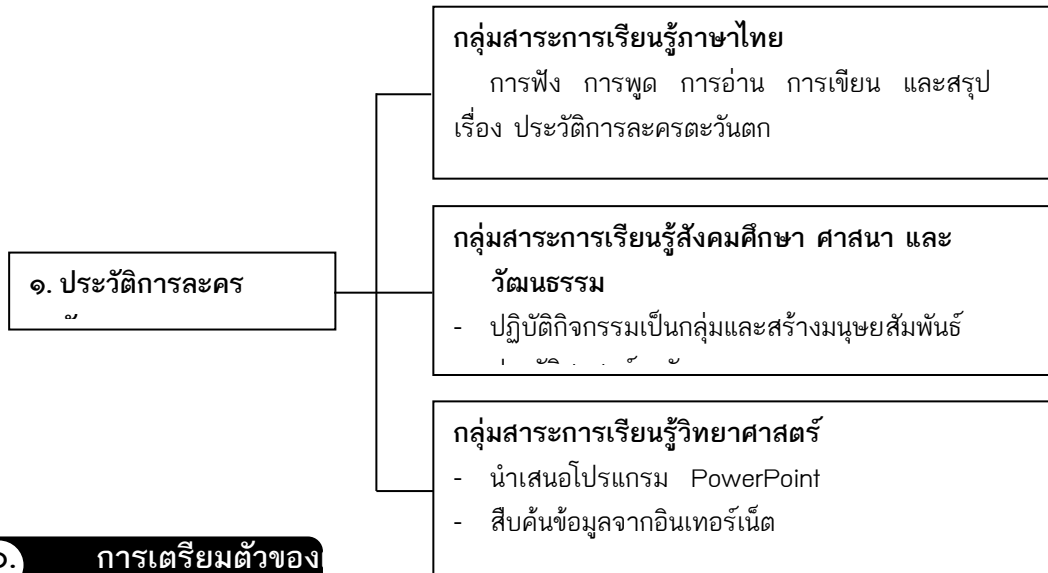 กลุ่มสาระการเรียนรู้ภาษาไทย
การฟัง การพูด การอ่าน การเขียน และสรุป
เรื่อง ประวัติการละครตะวันตก
กลุ่มสาระการเรียนรู้สังคมศึกษา ศาสนา และ
วัฒนธรรม
- ปฏิบัติกิจกรรมเป็นกลุ่มและสร้างมนุษยสัมพันธ์
๑. ประวัติการละคร
กลุ่มสาระการเรียนรู้วิทยาศาสตร์
- นำเสนอโปรแกรม PowerPoint
- สืบค้นข้อมูลจากอินเทอร์เน็ต
การเตรียมตัวของ